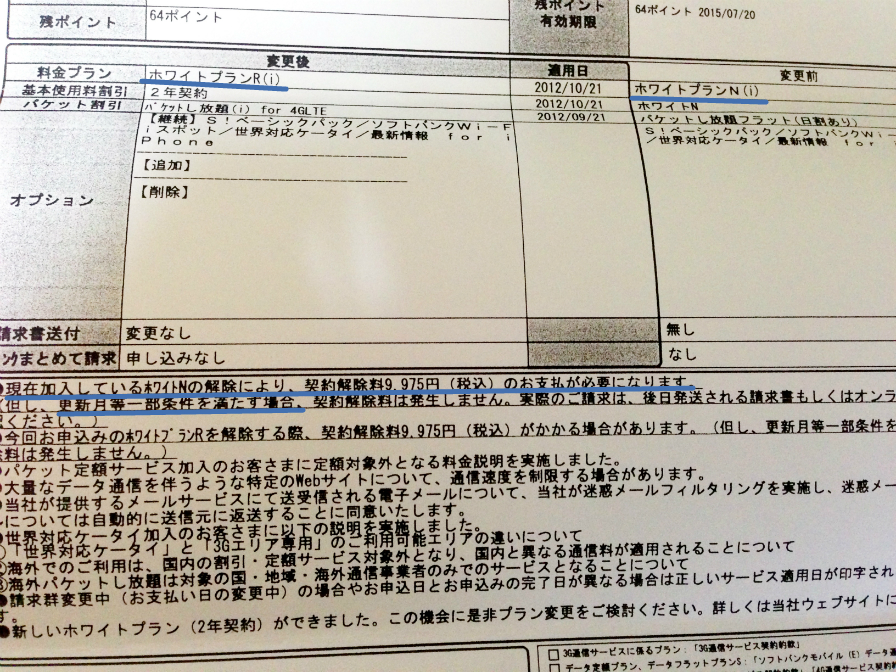 残ポイント 64ポイント 残ポイント
有効期限 64ポイント 2015/07/20
変更後 適用日 変更前
料金プラン ホワイトプランR(i) 2012/10/21 ホワイトプランN(i)
基本使用料割引 2年契約 2012/10/21 ホワイトN
パケット割引 パケットし放題(i) for 4GLTE 2012/09/21 パケットし放題フラット(日割あり)
オプション
【継続】S!ベーシックパック/ソフトバンクWi-F
iスポット/世界対応ケータイ/最新情報 for i
Phone
S!ベーシックパック/ソフトバン
/世界対応ケータイ/最新情報 for i
【追加】
【削除】
請求書送付 変更なし 無し
まとめて請求 申し込みなし なし
●現在加入しているホワイトNの解除により、契約解除料9,975円(税込)のお支払が必要になります。
(但し、更新月等一部条件を満たす場合、契約解除料は発生しません。実際のご請求は、後日発送される請求書もしくはオンラ
ください。)
●今回お申込みのホワイトプランRを解除する際、契約解除料9,975円(税込)がかかる場合があります。(但し、更新月等一部条件を
料は発生しません。)
●パケット定額サービス加入のお客さまに定額対象外となる料金説明を実施しました。
●大量なデータ通信を伴うような特定のWebサイトについて、通信速度を制限する場合があります。
●当社が提供するメールサービスにて送受信される電子メールについて、当社が迷惑メールフィルタリングを実施し、迷惑メー
については自動的に送信元に返送することに同意いたします。
●世界対応ケータイ加入のお客さまに以下の説明を実施しました。
①「世界対応ケータイ」と「3Gエリア専用」のご利用可能エリアの違いについて
②海外でのご利用は、国内の割引・定額サービス対象外となり、国内と異なる通信料が適用されることについて
③海外パケットし放題は対象の国・地域・海外通信事業者のみでのサービスとなることについて
●請求群変更中(お支払い日の変更中)の場合やお申込日とお申込みの完了日が異なる場合は正しいサービス適用日が印字され
す。
●新しいホワイトプラン(2年契約)ができました。この機会に是非プラン変更をご検討ください。詳しくは当社ウェブサイトに
□ 3G通信サービスに係るプラン:「3G通信サービス契約約款」
□ データ定額プラン、データフラットプランS:「ソフトバンクモバイル(E)データ通